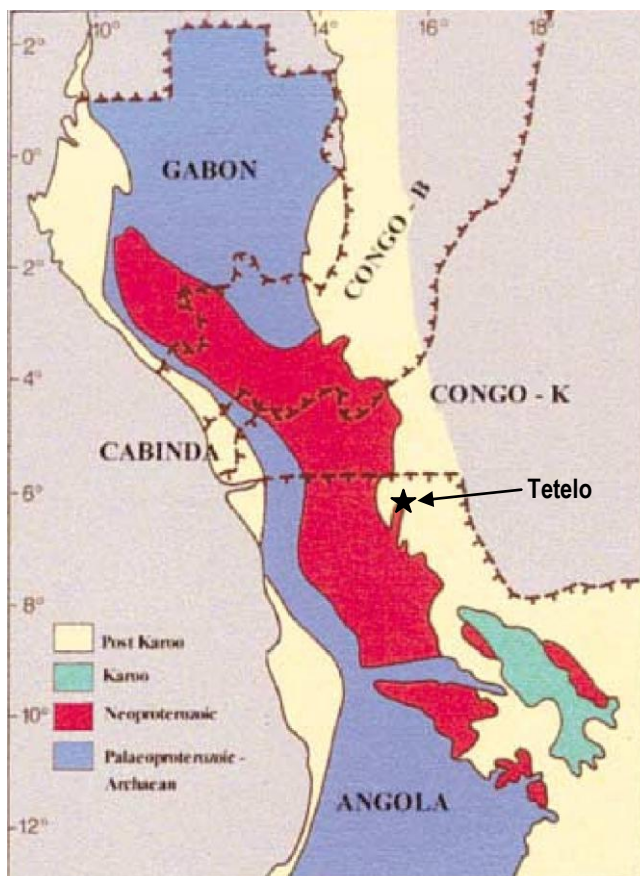 2° 10° 14° 16° 18
0°
GABON
CONGO - B
2°
4°
CONGO - K
CABINDA
Tetelo
6°
8°
Post Karoo
Karoo
10°
Neoproterozoic
Palaeoproterozoic -
Archaean
ANGOLA
12°